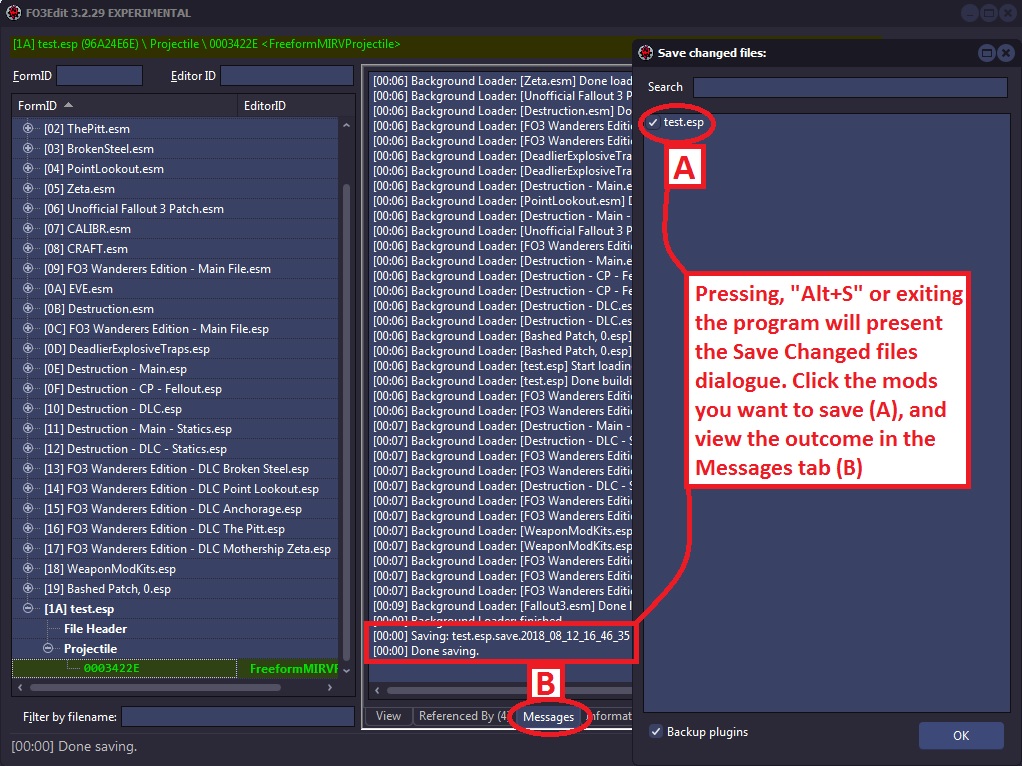 FO3Edit 3.2.29 EXPERIMENTAL
[1A] test.esp (96A24E6E) \ Projectile \ 0003422E <FreeformMIRVProjectile>
FormID
Editor ID
FormID
EditorID
[02] ThePitt.esm
[03] BrokenSteel.esm
[04] PointLookout.esm
[05] Zeta.esm
[06] Unofficial Fallout 3 Patch.esm
[07] CALIBR.esm
[08] CRAFT.esm
[09] FO3 Wanderers Edition - Main File.esm
[0A] EVE.esm
[0B] Destruction.esm
[0C] FO3 Wanderers Edition - Main File.esp
[0D] DeadlierExplosiveTraps.esp
[0E] Destruction - Main.esp
[0F] Destruction - CP - Fellout.esp
[10] Destruction - DLC.esp
[11] Destruction - Main - Statics.esp
[12] Destruction - DLC - Statics.esp
[13] FO3 Wanderers Edition - DLC Broken Steel.esp
[14] FO3 Wanderers Edition - DLC Point Lookout.esp
[15] FO3 Wanderers Edition - DLC Anchorage.esp
[16] FO3 Wanderers Edition - DLC The Pitt.esp
[17] FO3 Wanderers Edition - DLC Mothership Zeta.esp
[18] WeaponModKits.esp
[19] Bashed Patch, 0.esp
[1A] test.esp
File Header
Projectile
0003422E
FreeformMIRVP
Filter by filename:
[00:00] Done saving.
[00:06] Background Loader: [Zeta.esm] Done load
[00:06] Background Loader: [Unofficial Fallout 3 P
[00:06] Background Loader: [Destruction.esm] Do
[00:06] Background Loader: [FO3 Wanderers Editi
[00:06] Background Loader: [FO3 Wanderers Editi
[00:06] Background Loader: [DeadlierExplosiveTraps
[00:06] Background Loader: [DeadlierExplosiveTraps
[00:06] Background Loader: [Destruction - Main.e
[00:06] Background Loader: [PointLookout.esm] D
[00:06] Background Loader: [Destruction - Main -
[00:06] Background Loader: [Unofficial Fallout 3 P
[00:06] Background Loader: [FO3 Wanderers Editi
[00:06] Background Loader: [Destruction - Main.e
[00:06] Background Loader: [Destruction - CP - Fe
[00:06] Background Loader: [Destruction - CP - Fel
[00:06] Background Loader: [Destruction - DLC.es
[00:06] Background Loader: [Destruction - DLC.es
[00:06] Background Loader: [Bashed Patch, 0.esp]
[00:06] Background Loader: [Bashed Patch, 0.esp]
[00:06] Background Loader: [test.esp] Start loadin
[00:06] Background Loader: [test.esp] Done buildi
[00:06] Background Loader: [FO3 Wanderers Editi
[00:07] Background Loader: [FO3 Wanderers Editi
[00:07] Background Loader: [Destruction - Main -
[00:07] Background Loader: [Destruction - DLC - S
[00:07] Background Loader: [FO3 Wanderers Editi
[00:07] Background Loader: [FO3 Wanderers Editi
[00:07] Background Loader: [Destruction - DLC - S
[00:07] Background Loader: [FO3 Wanderers Editi
[00:07] Background Loader: [FO3 Wanderers Editi
[00:07] Background Loader: [WeaponModKits.esp
[00:07] Background Loader: [WeaponModKits.esp
[00:07] Background Loader: [FO3 Wanderers Editi
[00:07] Background Loader: [FO3 Wanderers Editi
[00:07] Background Loader: [FO3 Wanderers Editi
[00:09] Background Loader: [Fallout3.esm] Done l
[00:09] Background Loader: finished
[00:00] Saving: test.esp.save.2018_08_12_16_46_35
[00:00] Done saving.
B
View
Referenced By (4)
Messages
Informat
Save changed files:
Search
test.esp
A
Pressing, "Alt+S" or exiting
the program will present
the Save Changed files
dialogue. Click the mods
you want to save (A), and
view the outcome in the
Messages tab (B)
Backup plugins
OK